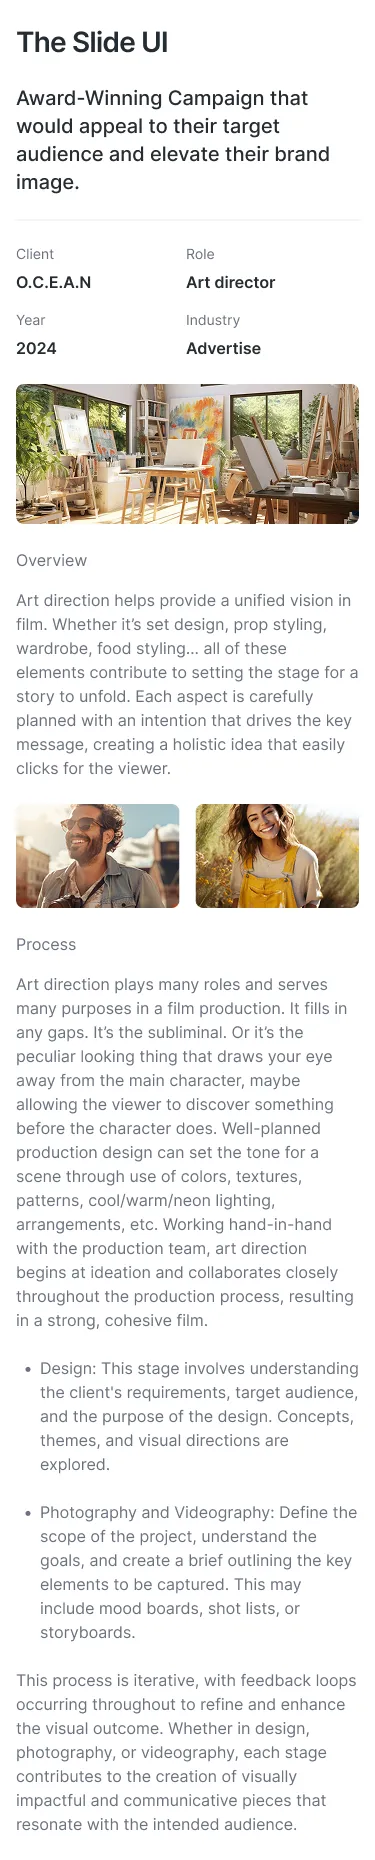 The Slide UI
Award-Winning Campaign that
would appeal to their target
audience and elevate their brand
image.
Client
Role
O.C.E.A.N
Art director
Year
Industry
2024
Advertise
Overview
Art direction helps provide a unified vision in
film. Whether it’s set design, prop styling,
wardrobe, food styling... all of these
elements contribute to setting the stage for a
story to unfold. Each aspect is carefully
planned with an intention that drives the key
message, creating a holistic idea that easily
clicks for the viewer.
Process
Art direction plays many roles and serves
many purposes in a film production. It fills in
any gaps. It’s the subliminal. Or it’s the
peculiar looking thing that draws your eye
away from the main character, maybe
allowing the viewer to discover something
before the character does. Well-planned
production design can set the tone for a
scene through use of colors, textures,
patterns, cool/warm/neon lighting,
arrangements, etc. Working hand-in-hand
with the production team, art direction
begins at ideation and collaborates closely
throughout the production process, resulting
in a strong, cohesive film.
• Design: This stage involves understanding
the client's requirements, target audience,
and the purpose of the design. Concepts,
themes, and visual directions are
explored.
• Photography and Videography: Define the
scope of the project, understand the
goals, and create a brief outlining the key
elements to be captured. This may
include mood boards, shot lists, or
storyboards.
This process is iterative, with feedback loops
occurring throughout to refine and enhance
the visual outcome. Whether in design,
photography, or videography, each stage
contributes to the creation of visually
impactful and communicative pieces that
resonate with the intended audience.